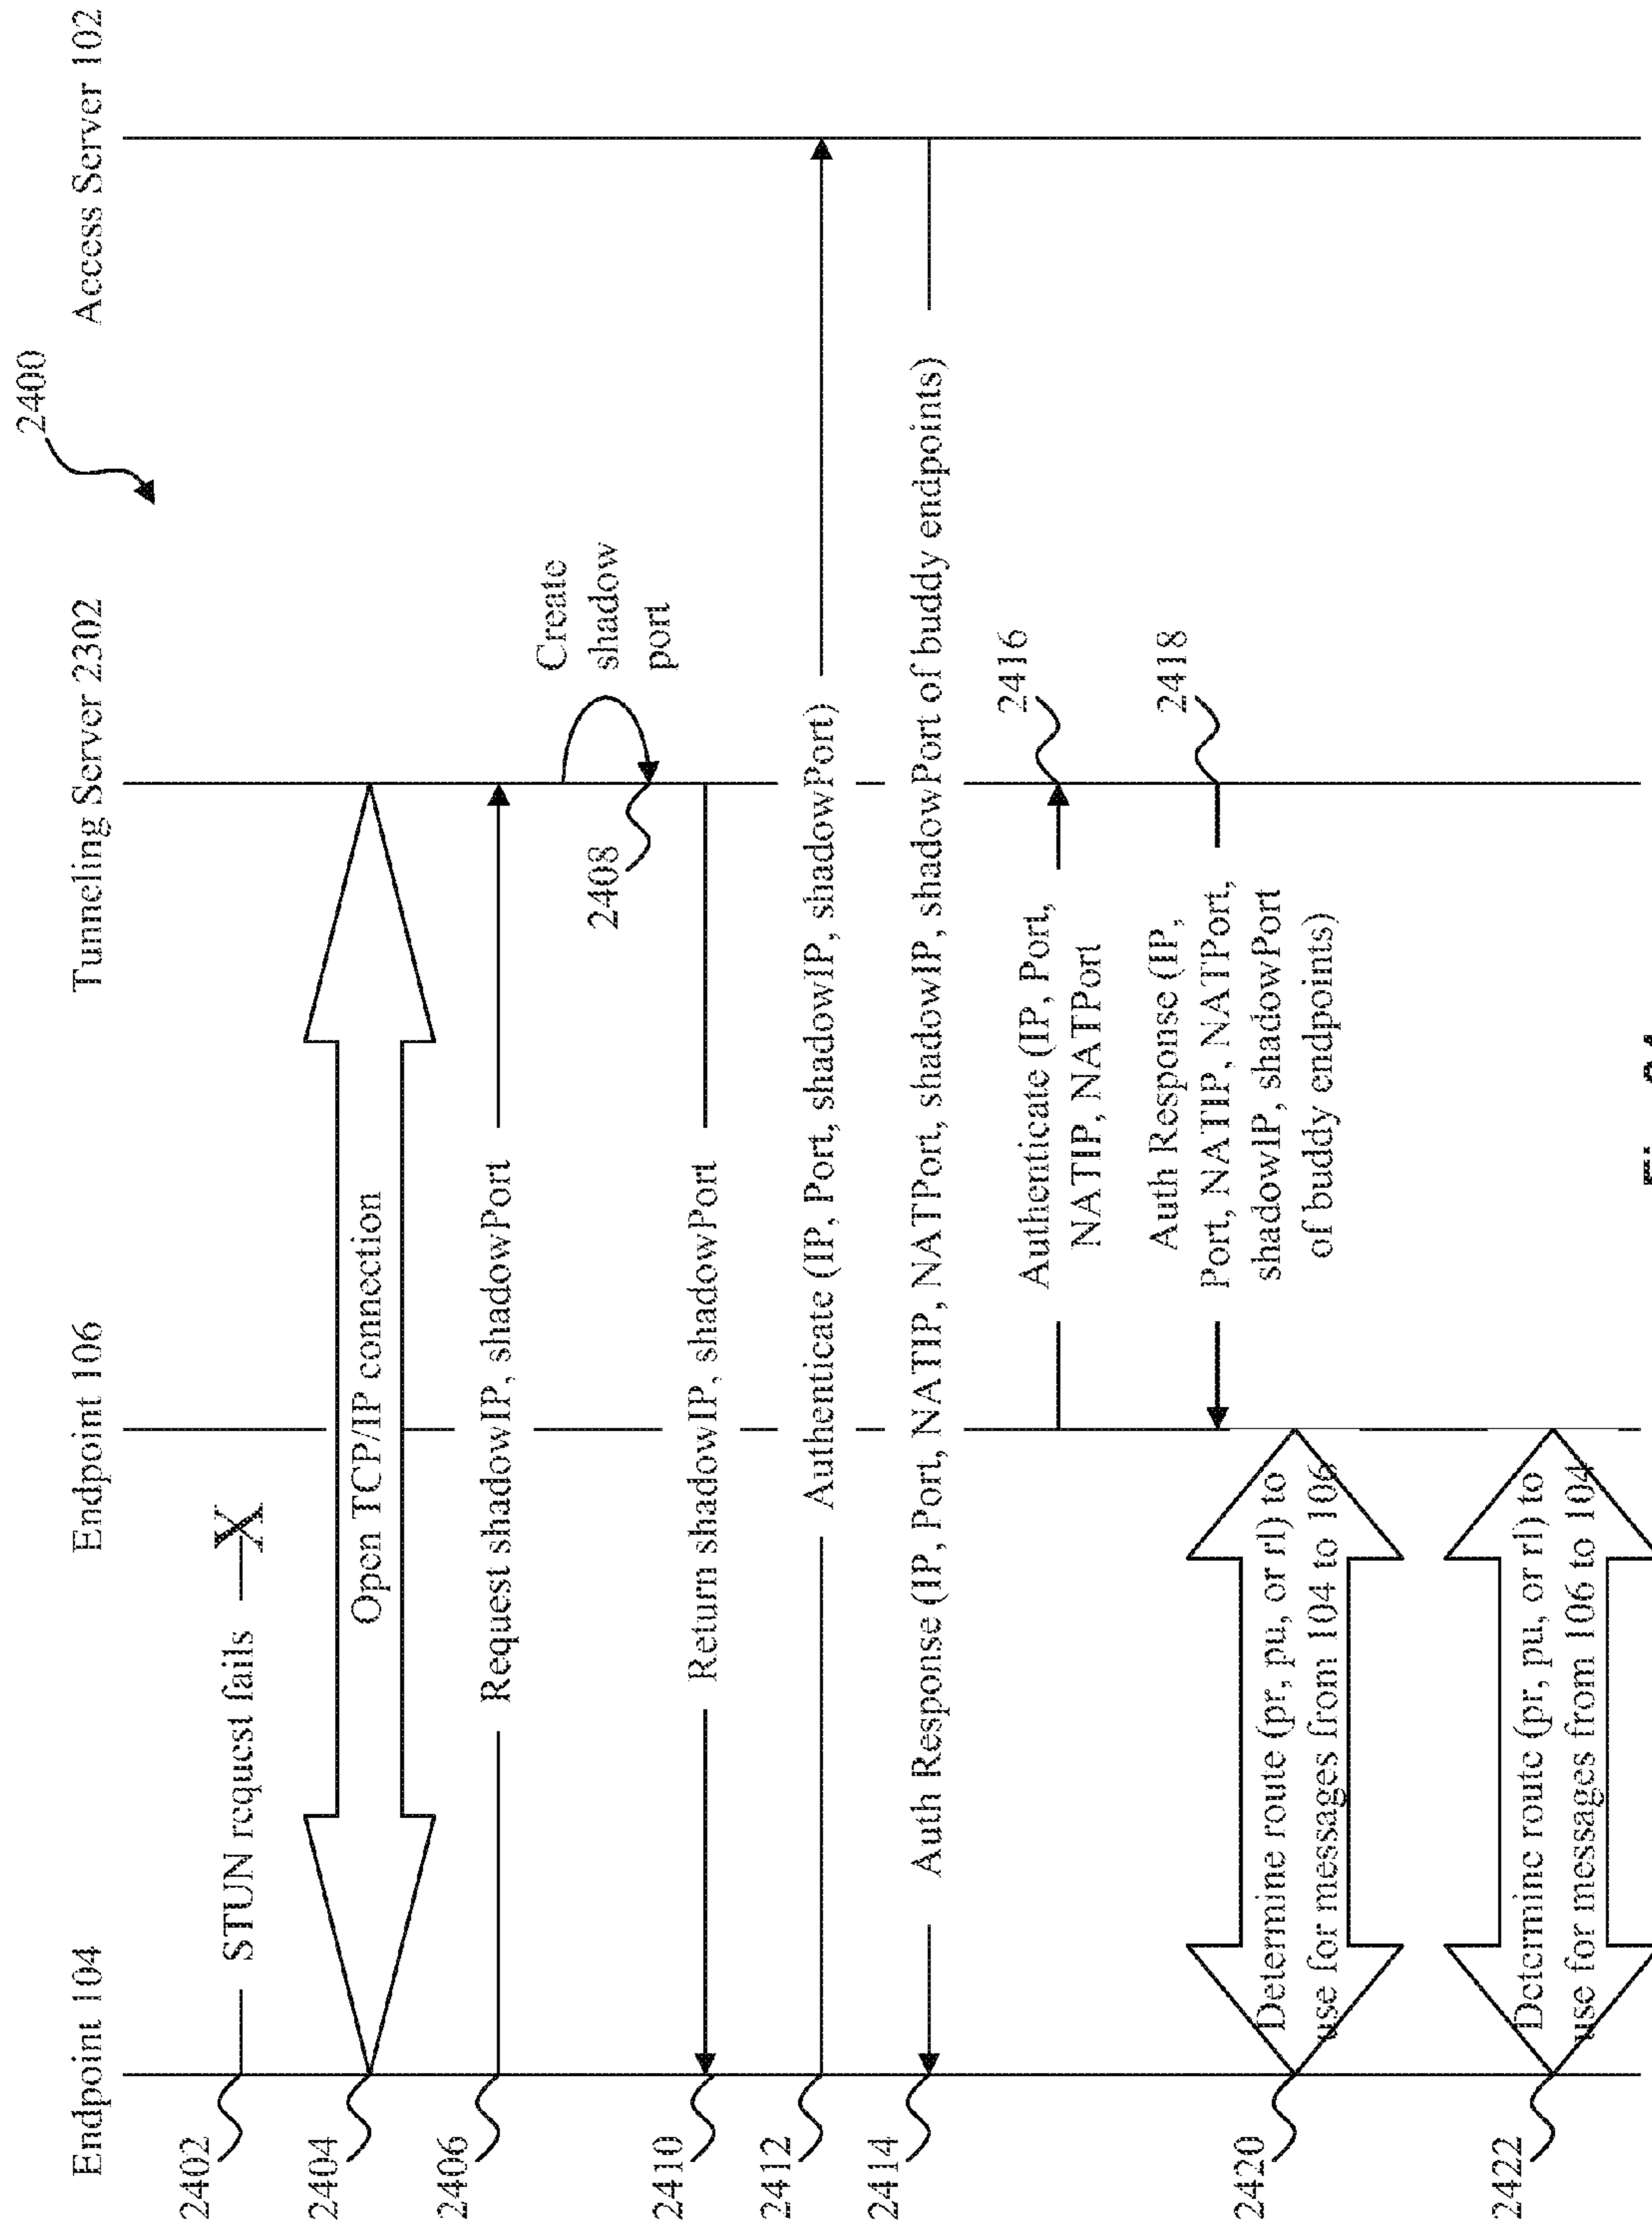 2400
Endpoint 104
Endpoint 106
Tunneling Server 2302
Access Server 102
2402
STUN request fails
X
2404
Open TCP/IP connection
2406
Request shadowIP, shadowPort
Create
shadow
port
2408
2410
Return shadowIP, shadowPort
2412
Authenticate (IP, Port, shadowIP, shadowPort)
2414
Auth Response (IP, Port, NATIP, NATPort, shadowIP, shadowPort of buddy endpoints)
Authenticate (IP, Port,
NATIP, NATPort
2416
Auth Response (IP,
Port, NATIP, NATPort,
shadowIP, shadowPort
of buddy endpoints)
2418
2420
Determine route (pr, pu, or rl) to
use for messages from 104 to 106
2422
Determine route (pr, pu, or rl) to
use for messages from 106 to 104